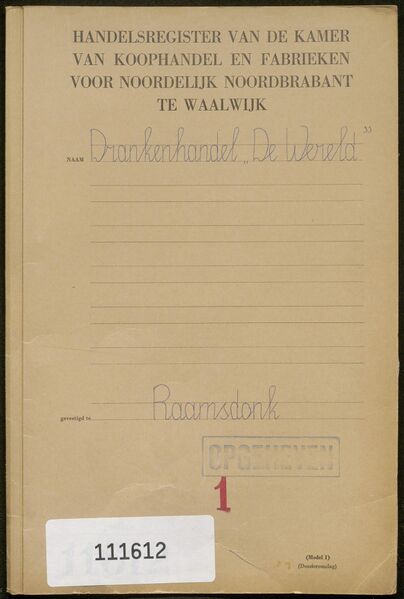 HANDELSREGISTER VAN DE KAMER
VAN KOOPHANDEL EN FABRIEKEN
VOOR NOORDELIJK NOORDBRABANT
TE WAALWIJK
NAAM Drankenhandel „De Wereld”
gevestigd te Raamsdonk
OPGEHEVEN
1
111612
(Model I)
(Dossieromslag)